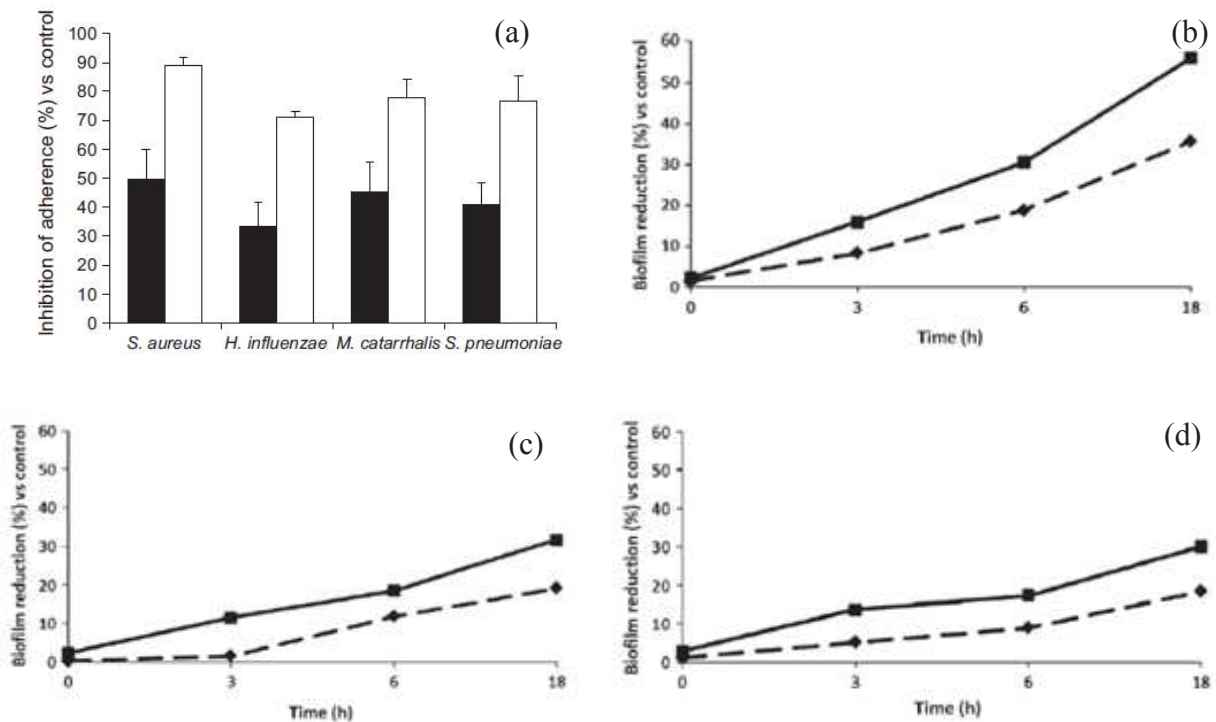 (a)
Inhibition of adherence (%) vs control
100
90
80
70
60
50
40
30
20
10
0
S. aureus H. influenzae M. catarrhalis S. pneumoniae
(b)
Biofilm reduction (%) vs control
60
50
40
30
20
10
0
0 3 6 18
Time (h)
(c)
Biofilm reduction (%) vs control
60
50
40
30
20
10
0
0 3 6 18
Time (h)
(d)
Biofilm reduction (%) vs control
60
50
40
30
20
10
0
0 3 6 18
Time (h)